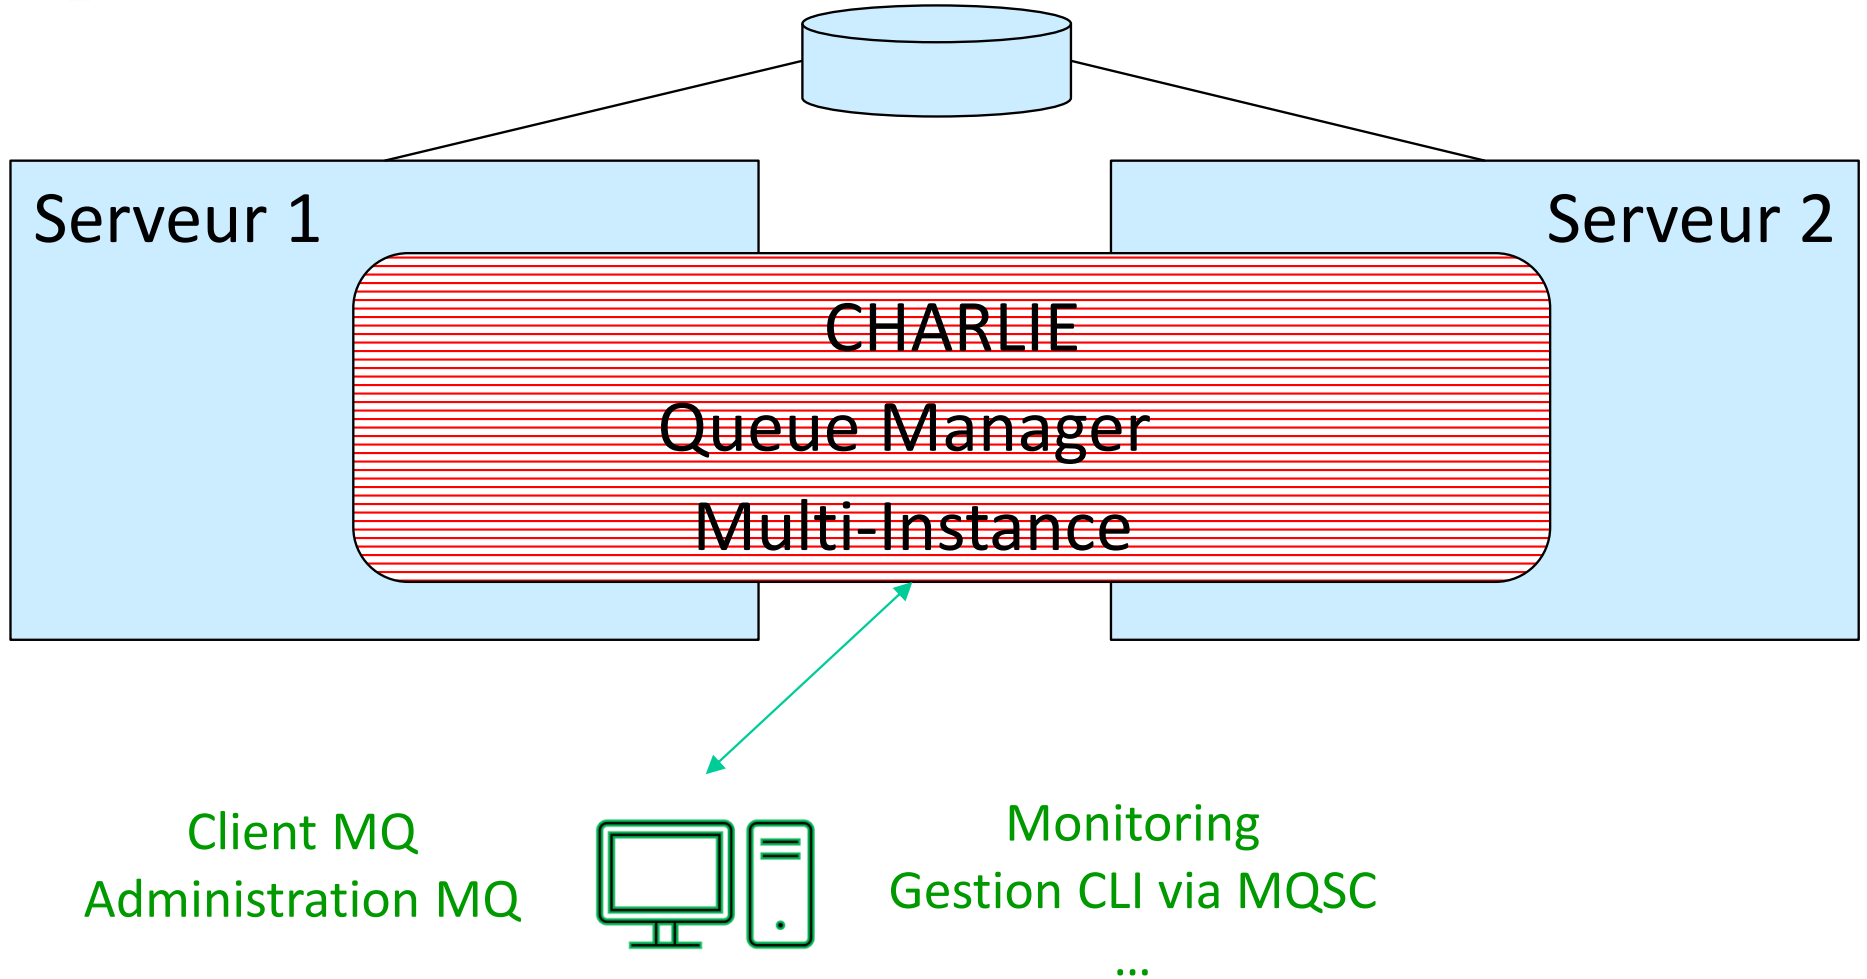 Serveur 1
Serveur 2
CHARLIE
Queue Manager
Multi-Instance
Client MQ
Administration MQ
Monitoring
Gestion CLI via MQSC
...